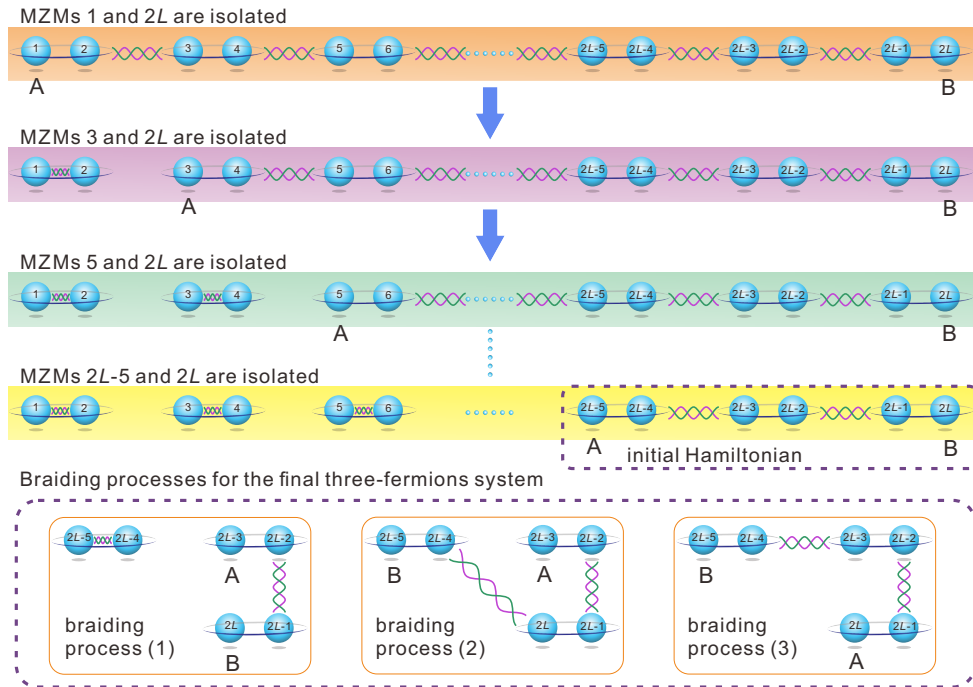 MZMs 1 and 2L are isolated
1 2 3 4 5 6 2L-5 2L-4 2L-3 2L-2 2L-1 2L
A B
MZMs 3 and 2L are isolated
1 2 3 4 5 6 2L-5 2L-4 2L-3 2L-2 2L-1 2L
A B
MZMs 5 and 2L are isolated
1 2 3 4 5 6 2L-5 2L-4 2L-3 2L-2 2L-1 2L
A B
MZMs 2L-5 and 2L are isolated
1 2 3 4 5 6 2L-5 2L-4 2L-3 2L-2 2L-1 2L
A B
initial Hamiltonian
Braiding processes for the final three-fermions system
2L-5 2L-4 2L-3 2L-2
A
2L 2L-1
B
braiding
process (1)
2L-5 2L-4 2L-3 2L-2
B A
2L 2L-1
braiding
process (2)
2L-5 2L-4 2L-3 2L-2
B
2L 2L-1
A
braiding
process (3)